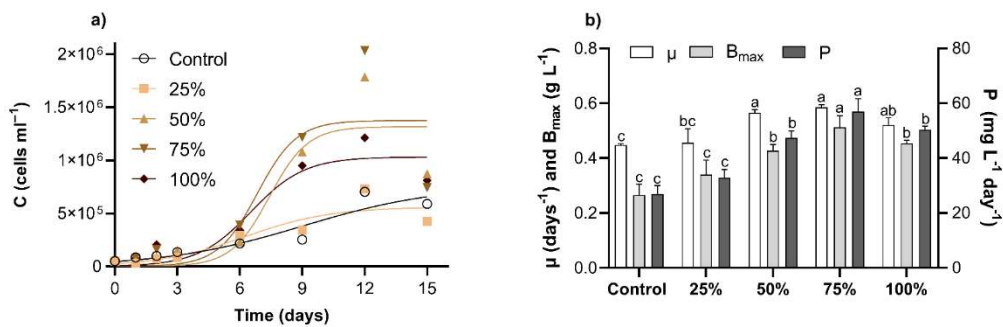 a)
C (cells ml⁻¹)
2×10⁶
1.5×10⁶
1×10⁶
5×10⁵
0
Control
25%
50%
75%
100%
0 3 6 9 12 15
Time (days)
b)
μ (days⁻¹) and Bmax (g L⁻¹)
0.8
0.6
0.4
0.2
0.0
μ Bmax P
c c c
bc c c
a b b
a a a
ab b b
Control 25% 50% 75% 100%
80
60
40
20
0
P (mg L⁻¹ day⁻¹)